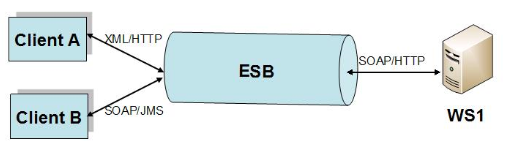 Client A
XML/HTTP
ESB
SOAP/HTTP
Client B
SOAP/JMS
WS1